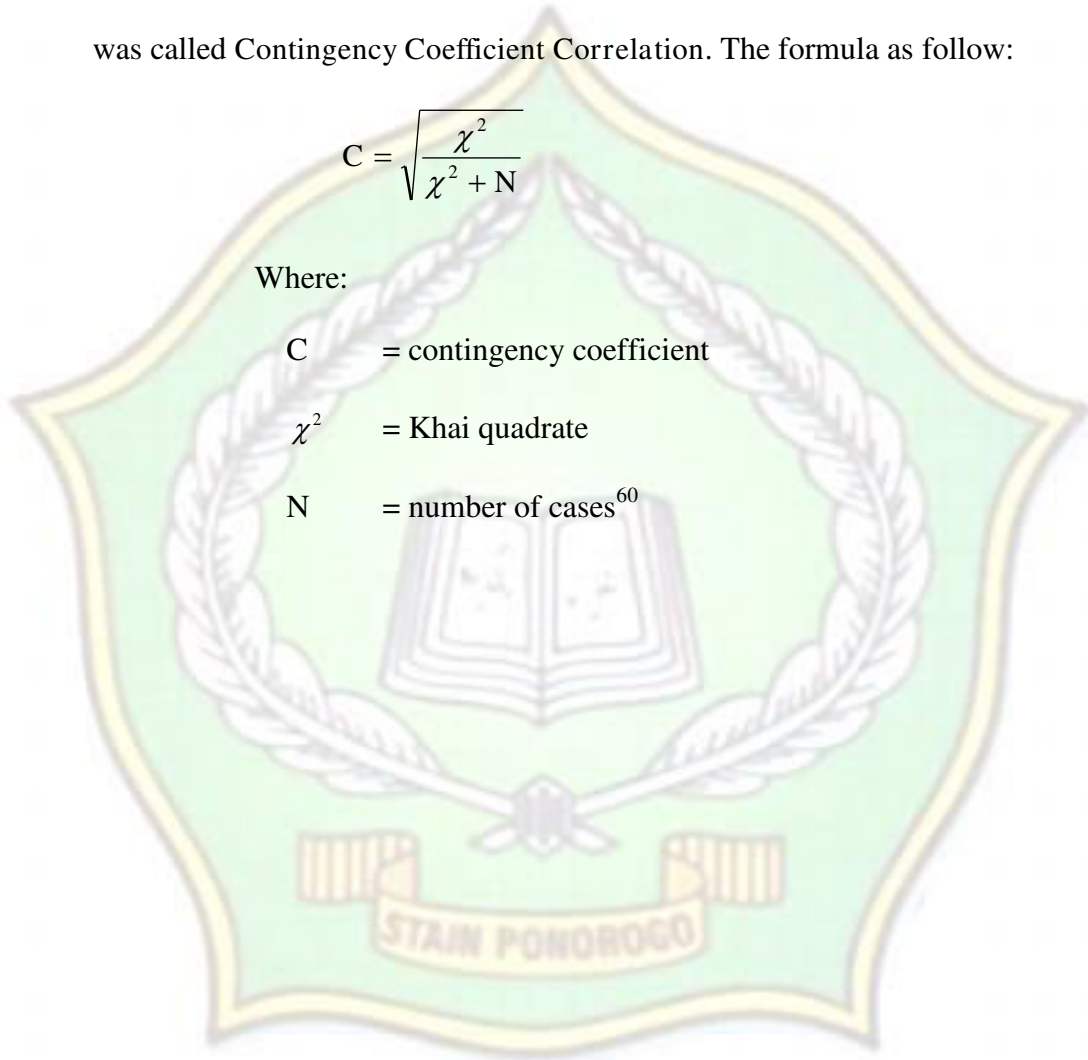 was called Contingency Coefficient Correlation. The formula as follow:
C = √(χ² / (χ² + N))
Where:
C = contingency coefficient
χ² = Khai quadrate
N = number of cases⁶⁰
STAIN PONOROGO